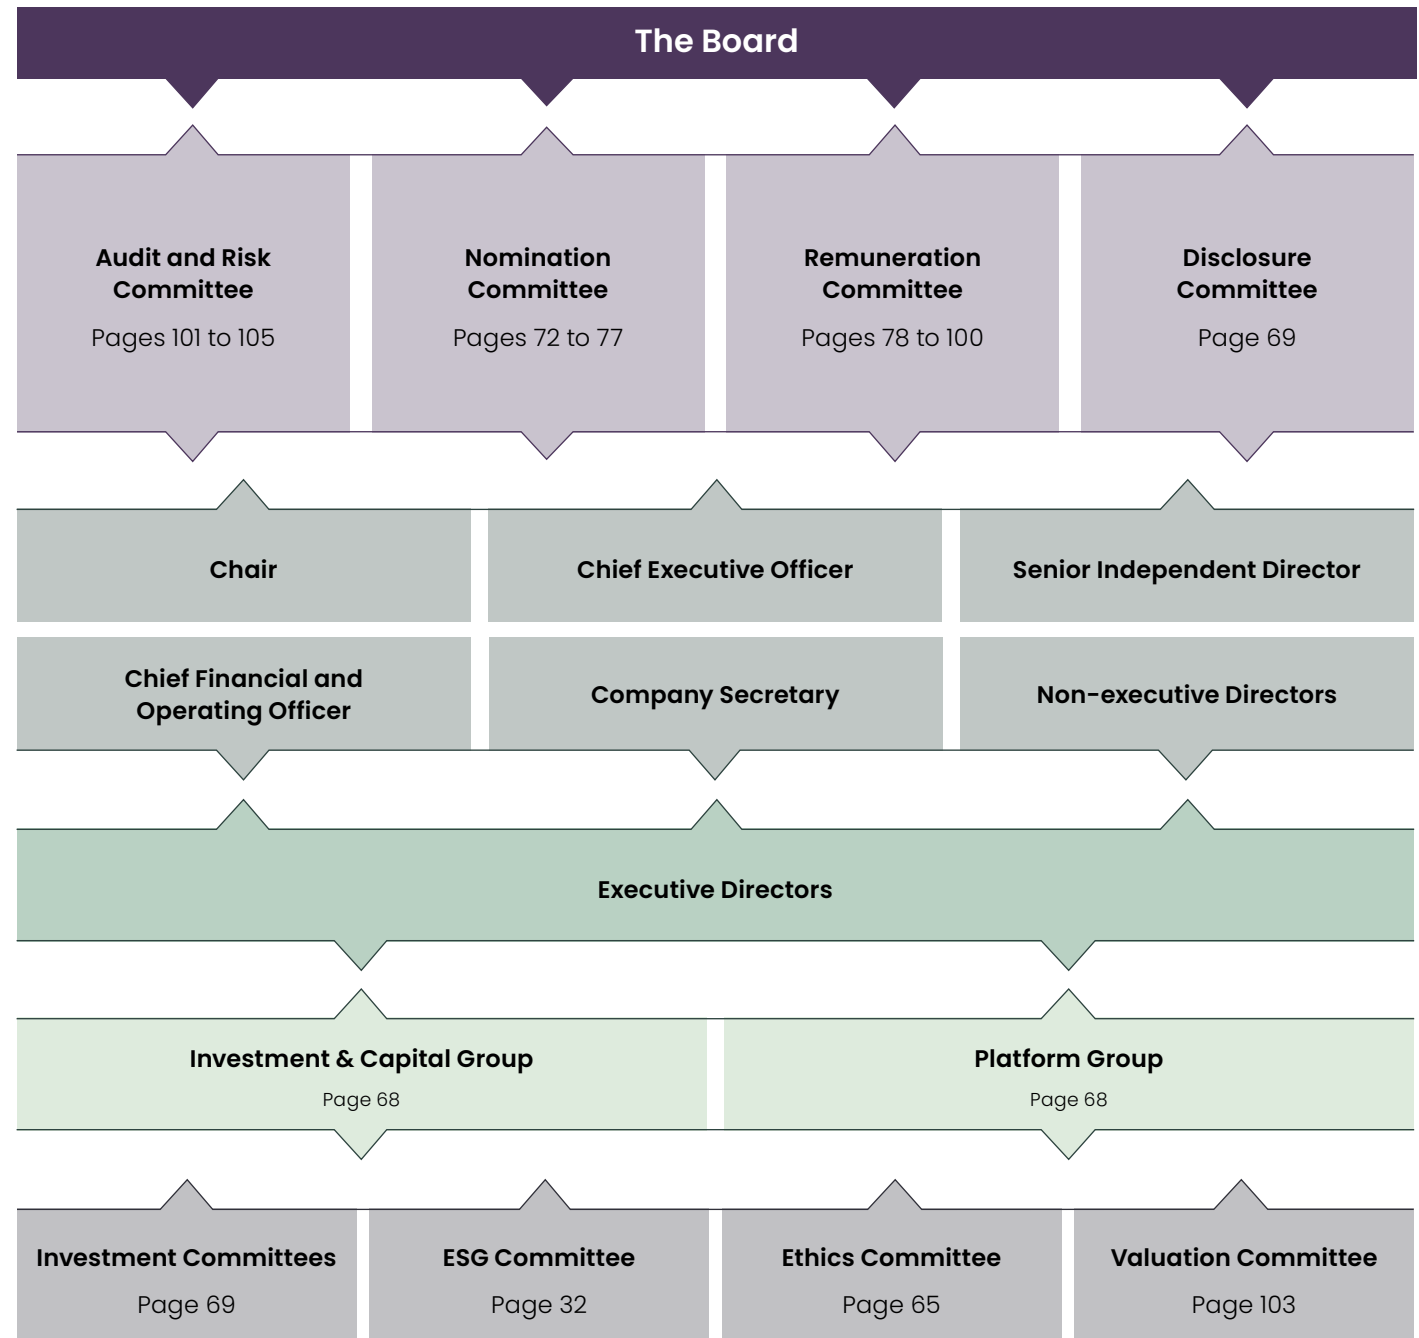 The Board
Audit and Risk
Committee
Pages 101 to 105
Nomination
Committee
Pages 72 to 77
Remuneration
Committee
Pages 78 to 100
Disclosure
Committee
Page 69
Chair
Chief Executive Officer
Senior Independent Director
Chief Financial and
Operating Officer
Company Secretary
Non-executive Directors
Executive Directors
Investment & Capital Group
Page 68
Platform Group
Page 68
Investment Committees
Page 69
ESG Committee
Page 32
Ethics Committee
Page 65
Valuation Committee
Page 103